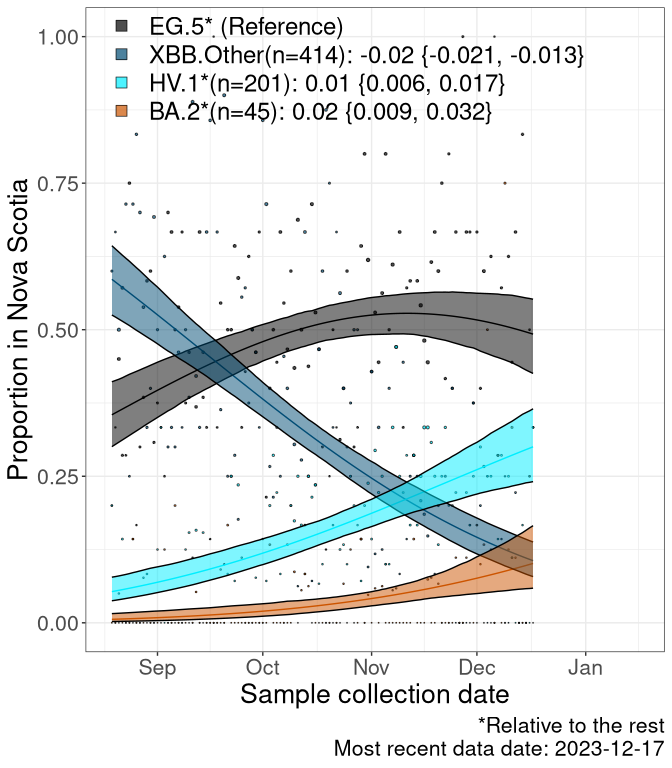 EG.5* (Reference)
XBB.Other(n=414): -0.02 {-0.021, -0.013}
HV.1*(n=201): 0.01 {0.006, 0.017}
BA.2*(n=45): 0.02 {0.009, 0.032}
1.00
0.75
0.50
0.25
0.00
Proportion in Nova Scotia
Sep Oct Nov Dec Jan
Sample collection date
*Relative to the rest
Most recent data date: 2023-12-17